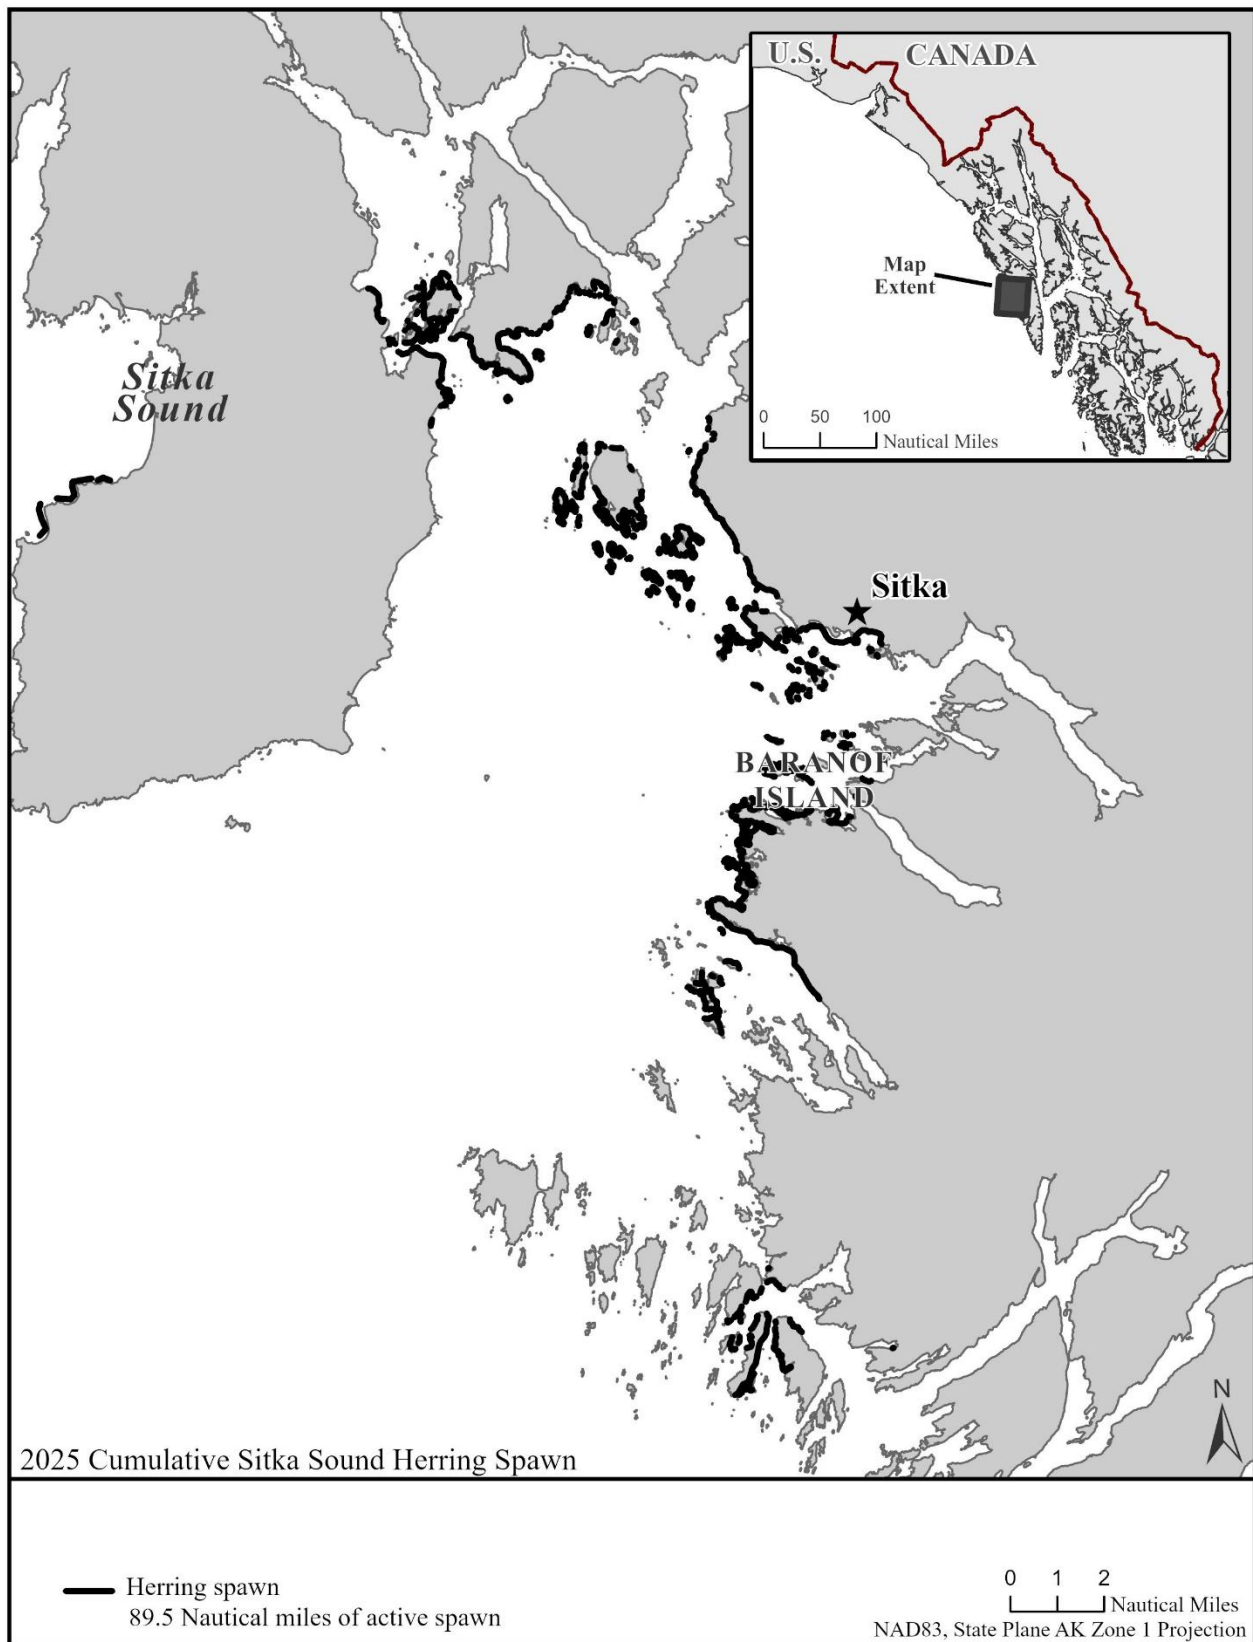 U.S.
CANADA
Map
Extent
0 50 100
Nautical Miles
Sitka
Sound
Sitka
BARANOF
ISLAND
N
2025 Cumulative Sitka Sound Herring Spawn
Herring spawn
89.5 Nautical miles of active spawn
0 1 2
Nautical Miles
NAD83, State Plane AK Zone 1 Projection